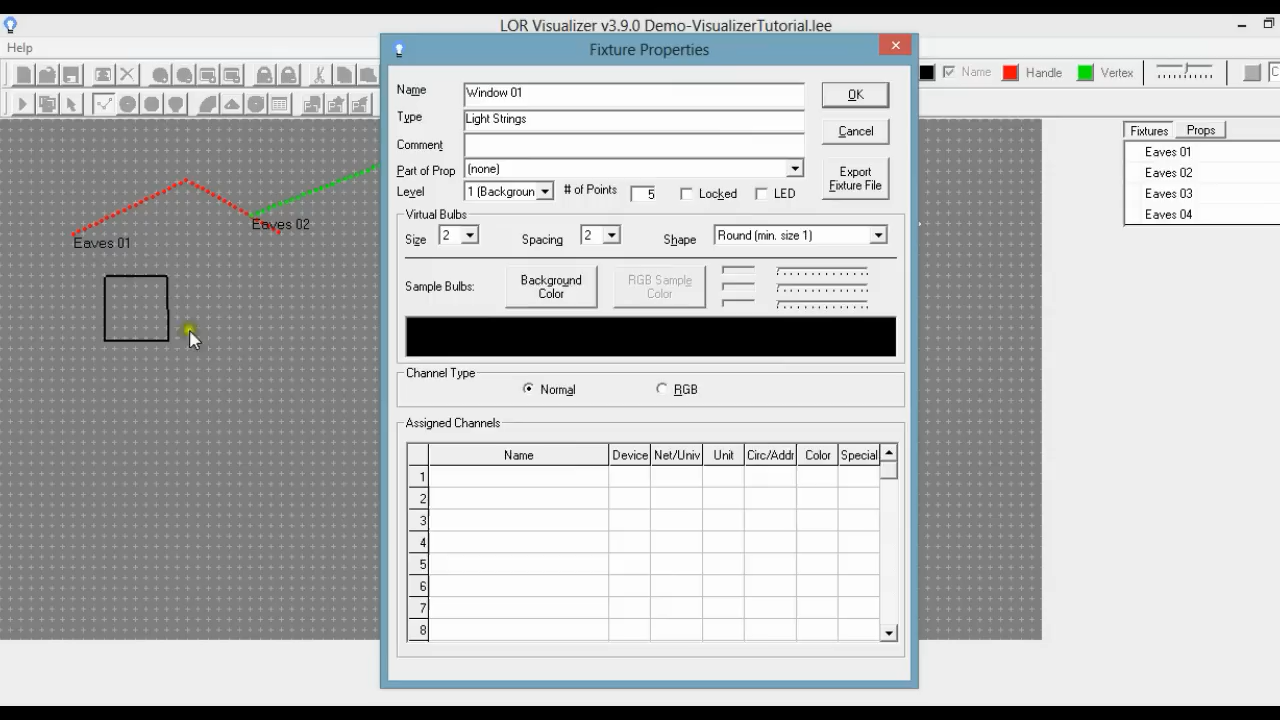 LOR Visualizer v3.9.0 Demo-VisualizerTutorial.lee
Help
Fixture Properties
Name
Handle
Vertex
C
Fixtures Props
Eaves 01
Eaves 02
Eaves 03
Eaves 04
Eaves 01
Eaves 02
Name Window 01
OK
Type Light Strings
Comment
Cancel
Part of Prop (none)
Export
Fixture File
Level 1 (Backgroun # of Points 5 Locked LED
Virtual Bulbs
Size 2 Spacing 2 Shape Round (min. size 1)
Sample Bulbs: Background
Color
RGB Sample
Color
Channel Type
Normal RGB
Assigned Channels
Name Device Net/Univ Unit Circ/Addr Color Special
1
2
3
4
5
6
7
8